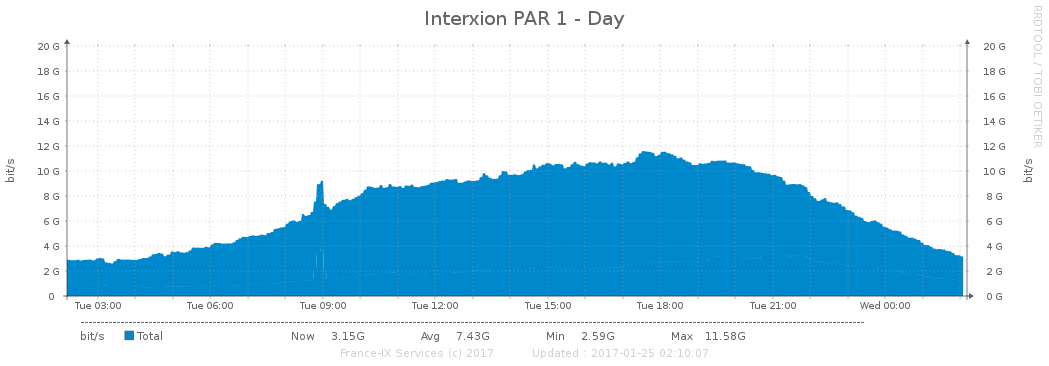 Interxion PAR 1 - Day
RRDTOOL / TOBI OETIKER
bit/s
20 G
18 G
16 G
14 G
12 G
10 G
8 G
6 G
4 G
2 G
0
20 G
18 G
16 G
14 G
12 G
10 G
8 G
6 G
4 G
2 G
0 G
bit/s
Tue 03:00 Tue 06:00 Tue 09:00 Tue 12:00 Tue 15:00 Tue 18:00 Tue 21:00 Wed 00:00
bit/s Total Now 3.15G Avg 7.43G Min 2.59G Max 11.58G
France-IX Services (c) 2017 Updated : 2017-01-25 02:10:07